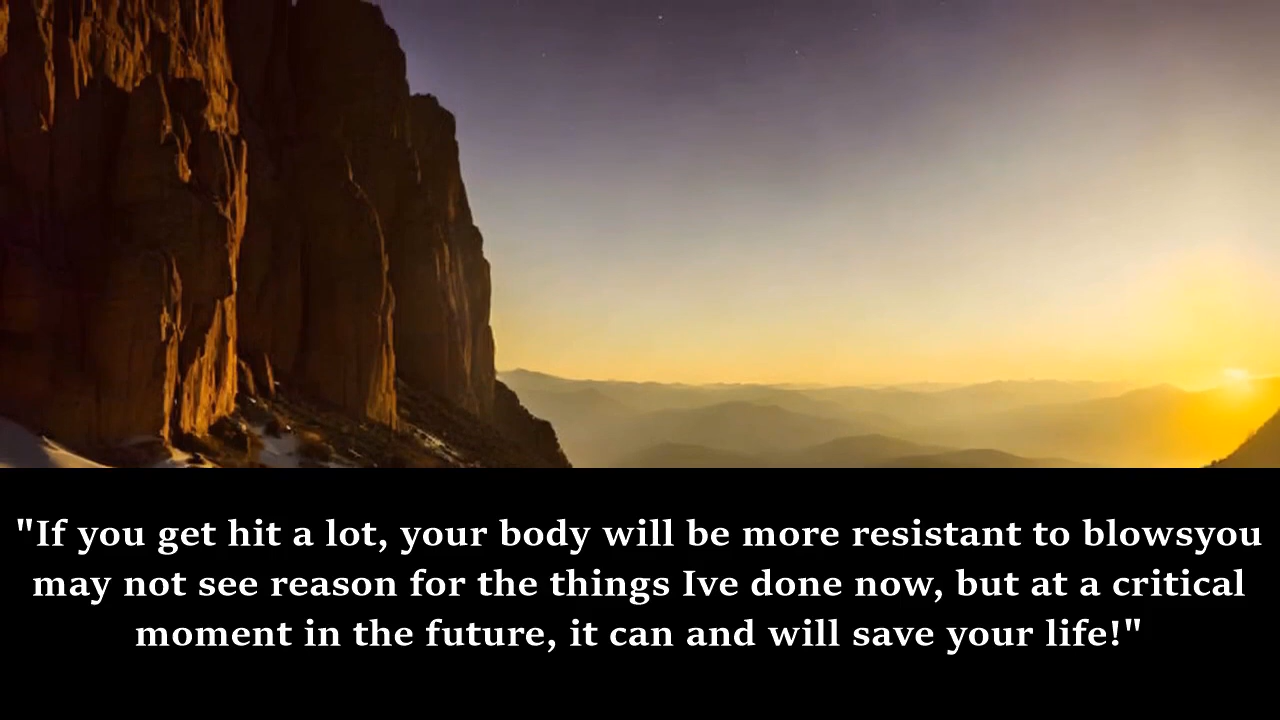 "If you get hit a lot, your body will be more resistant to blowsyou
may not see reason for the things Ive done now, but at a critical
moment in the future, it can and will save your life!"